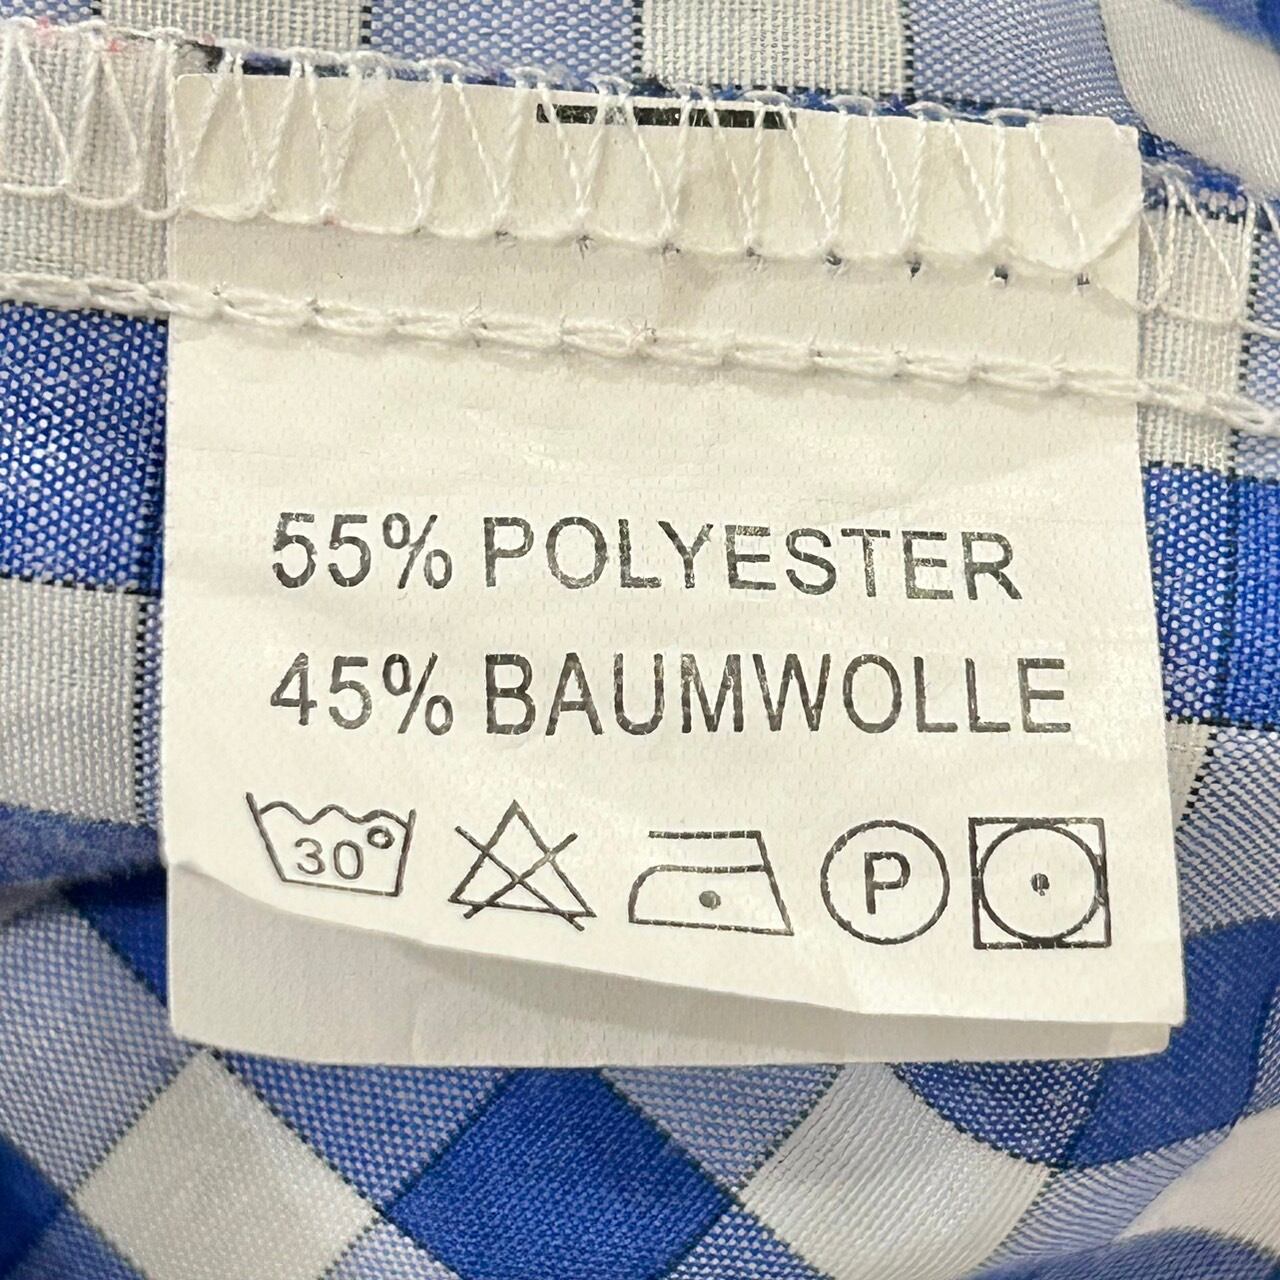 55% POLYESTER
45% BAUMWOLLE
30° P